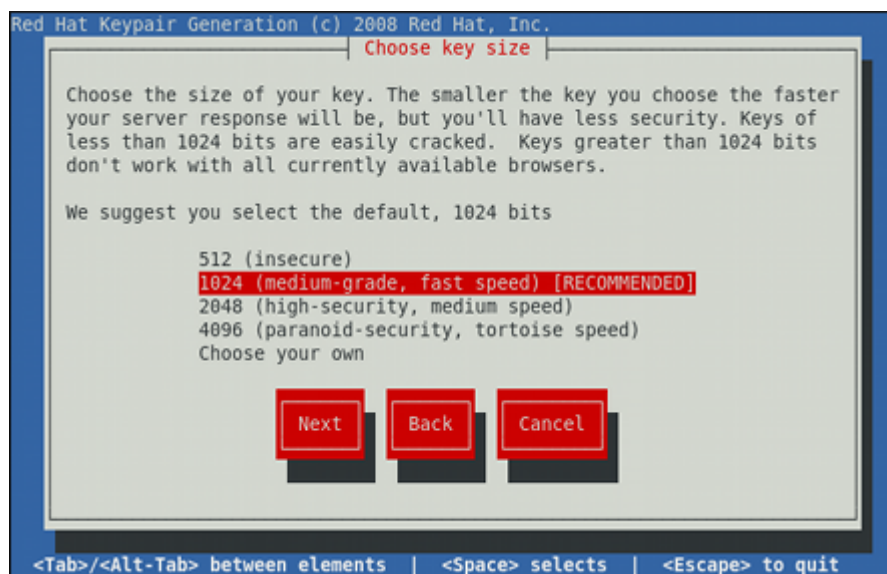 Red Hat Keypair Generation (c) 2008 Red Hat, Inc.
Choose key size
Choose the size of your key. The smaller the key you choose the faster
your server response will be, but you'll have less security. Keys of
less than 1024 bits are easily cracked.  Keys greater than 1024 bits
don't work with all currently available browsers.
We suggest you select the default, 1024 bits
512 (insecure)
1024 (medium-grade, fast speed) [RECOMMENDED]
2048 (high-security, medium speed)
4096 (paranoid-security, tortoise speed)
Choose your own
Next Back Cancel
<Tab>/<Alt-Tab> between elements | <Space> selects | <Escape> to quit